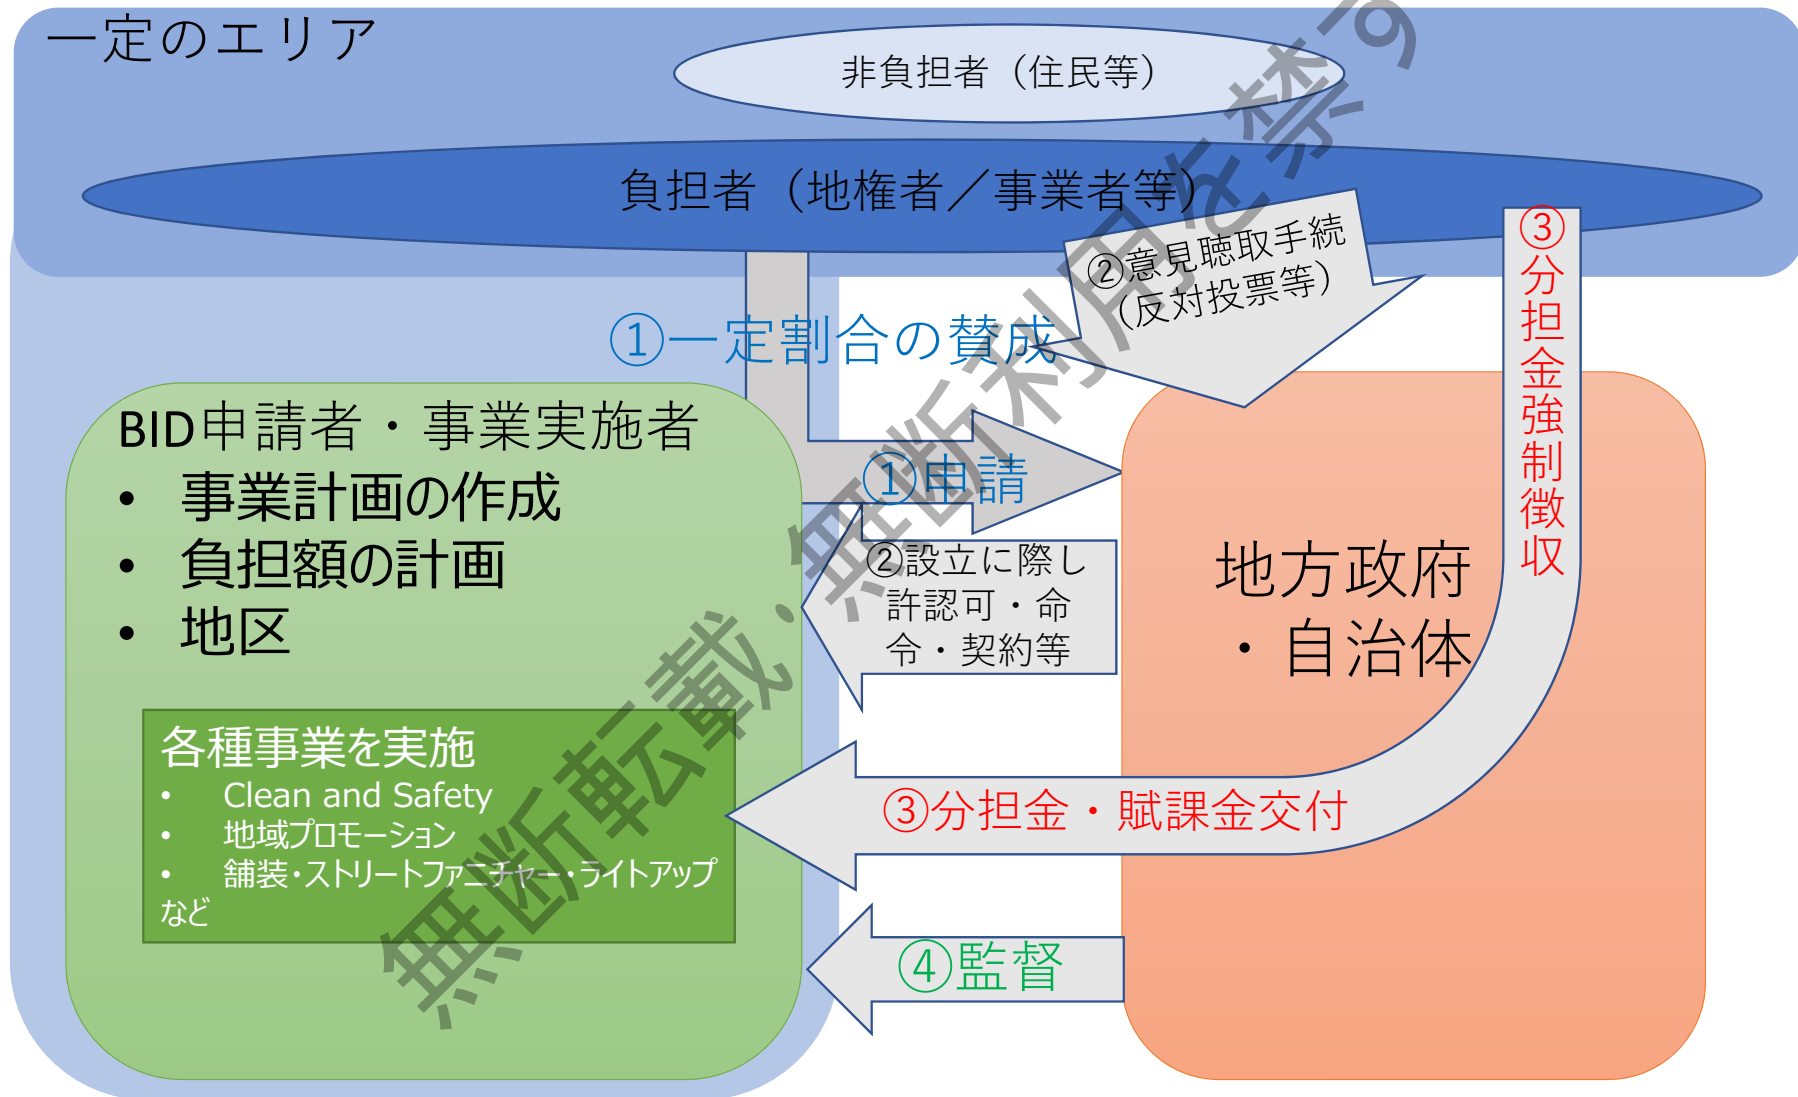 一定のエリア
非負担者（住民等）
負担者（地権者／事業者等）
②意見聴取手続
（反対投票等）
③分担金強制徴収
①一定割合の賛成
BID申請者・事業実施者
• 事業計画の作成
• 負担額の計画
• 地区
①申請
②設立に際し
許認可・命
令・契約等
地方政府
・自治体
各種事業を実施
• Clean and Safety
• 地域プロモーション
• 舗装・ストリートファニチャー・ライトアップ
など
③分担金・賦課金交付
④監督
無断転載・無断利用を禁す